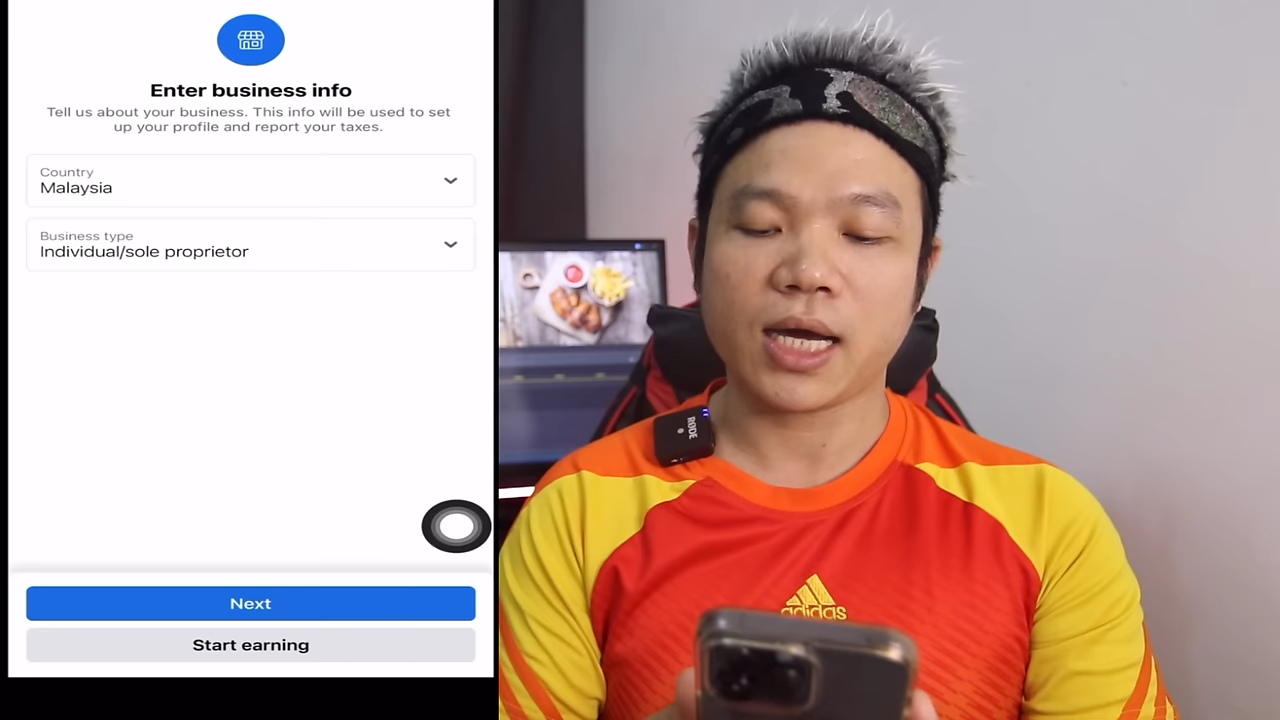 Enter business info
Tell us about your business. This info will be used to set
up your profile and report your taxes.
Country
Malaysia
Business type
Individual/sole proprietor
Next
Start earning
RØDE
adidas